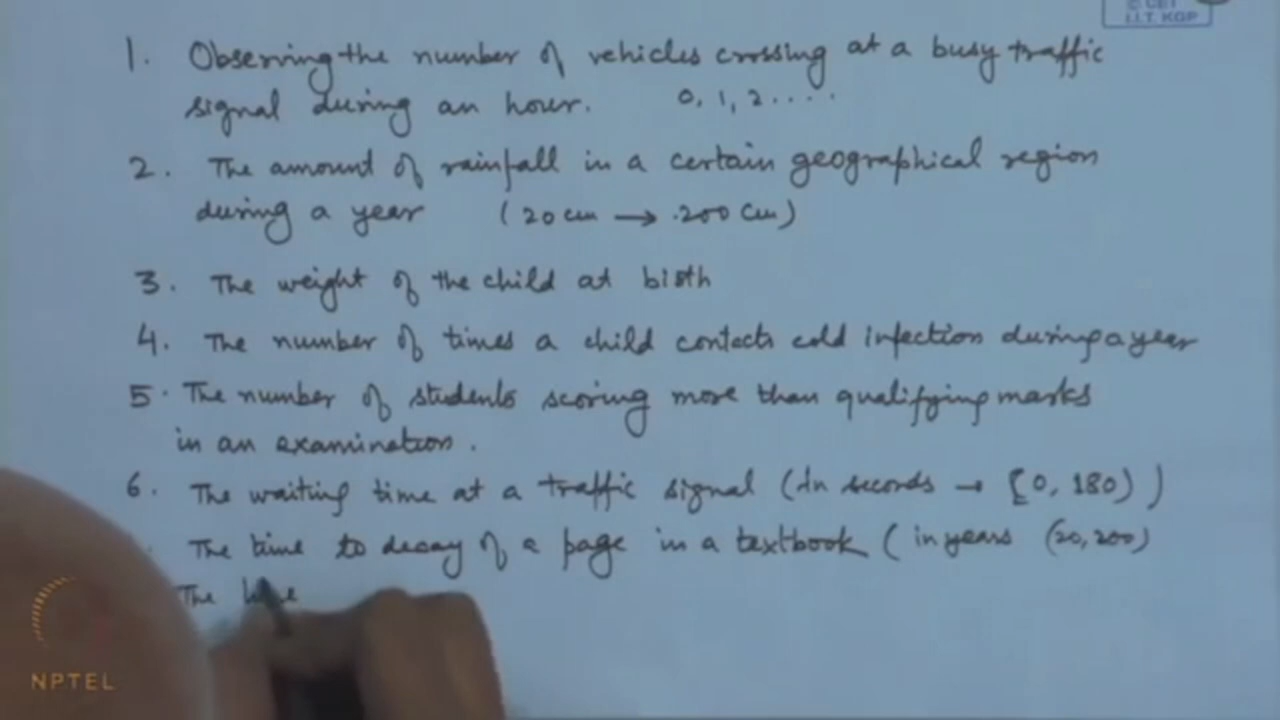 © CET
I.I.T. KGP
1. Observing the number of vehicles crossing at a busy traffic
signal during an hour. 0, 1, 2 ....
2. The amount of rainfall in a certain geographical region
during a year (20 cm → 200 cm)
3. The weight of the child at birth
4. The number of times a child contacts cold infection during a year
5. The number of students scoring more than qualifying marks
in an examination.
6. The waiting time at a traffic signal (In seconds → [0, 180) )
The time to decay of a page in a textbook ( in years (20, 200)
The
NPTEL